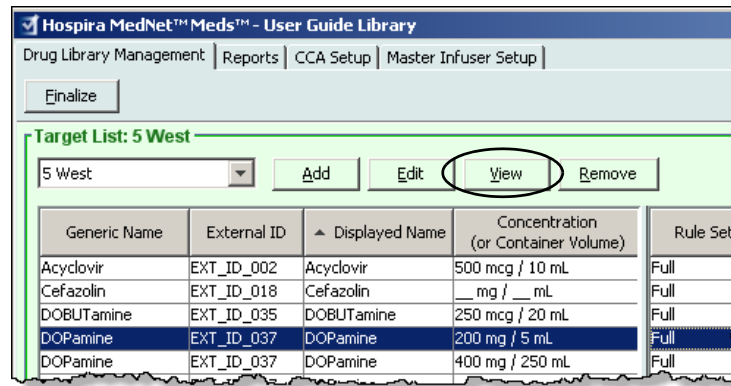 Hospira MedNet™ Meds™ - User Guide Library
Drug Library Management Reports CCA Setup Master Infuser Setup
Finalize
Target List: 5 West
5 West Add Edit View Remove
Generic Name External ID Displayed Name Concentration (or Container Volume) Rule Set
Acyclovir EXT_ID_002 Acyclovir 500 mcg / 10 mL Full
Cefazolin EXT_ID_018 Cefazolin __ mg / __ mL Full
DOBUTamine EXT_ID_035 DOBUTamine 250 mcg / 20 mL Full
DOPamine EXT_ID_037 DOPamine 200 mg / 5 mL Full
DOPamine EXT_ID_037 DOPamine 400 mg / 250 mL Full